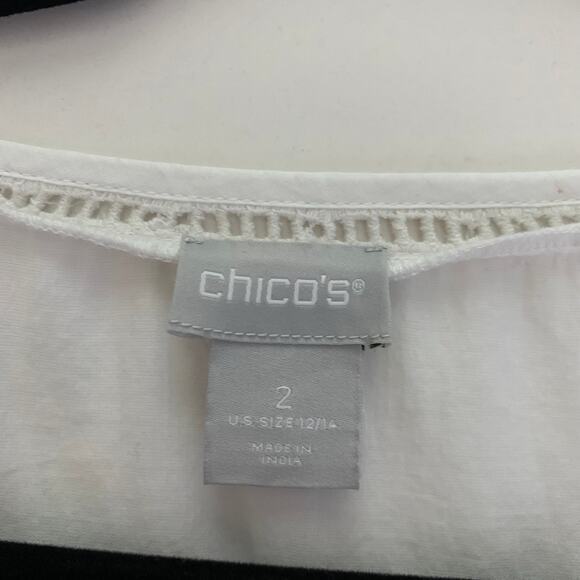 chico's®
2
U.S. SIZE 12/14
MADE IN
INDIA